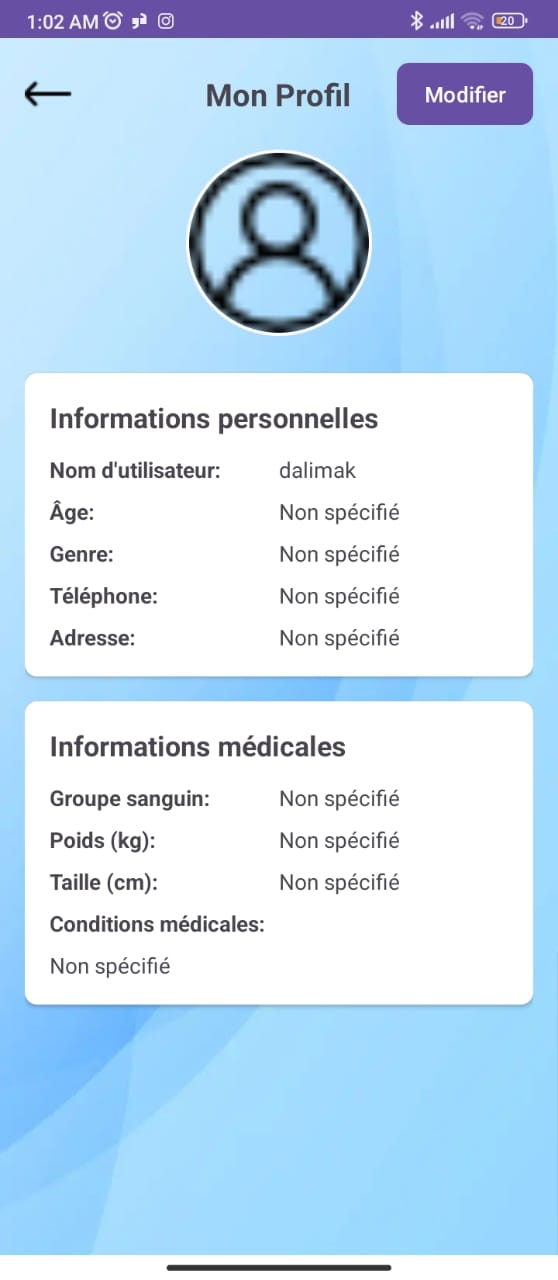 1:02 AM
20
Mon Profil
Modifier
Informations personnelles
Nom d'utilisateur: dalimak
Âge: Non spécifié
Genre: Non spécifié
Téléphone: Non spécifié
Adresse: Non spécifié
Informations médicales
Groupe sanguin: Non spécifié
Poids (kg): Non spécifié
Taille (cm): Non spécifié
Conditions médicales:
Non spécifié